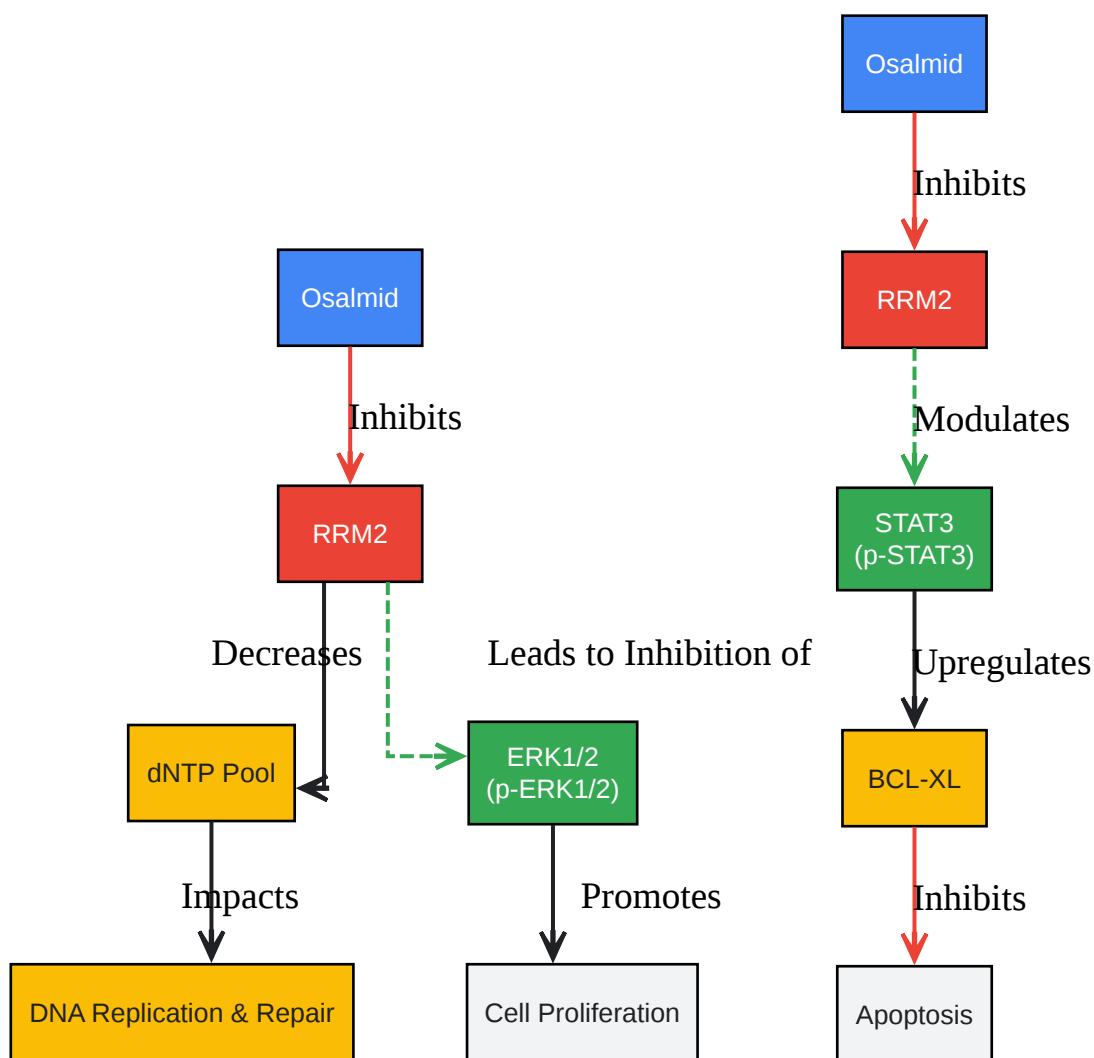 Osalmid
Inhibits
RRM2
Modulates
STAT3
(p-STAT3)
Upregulates
BCL-XL
Inhibits
Apoptosis
Osalmid
Inhibits
RRM2
Decreases
Leads to Inhibition of
dNTP Pool
ERK1/2
(p-ERK1/2)
Impacts
Promotes
DNA Replication & Repair
Cell Proliferation